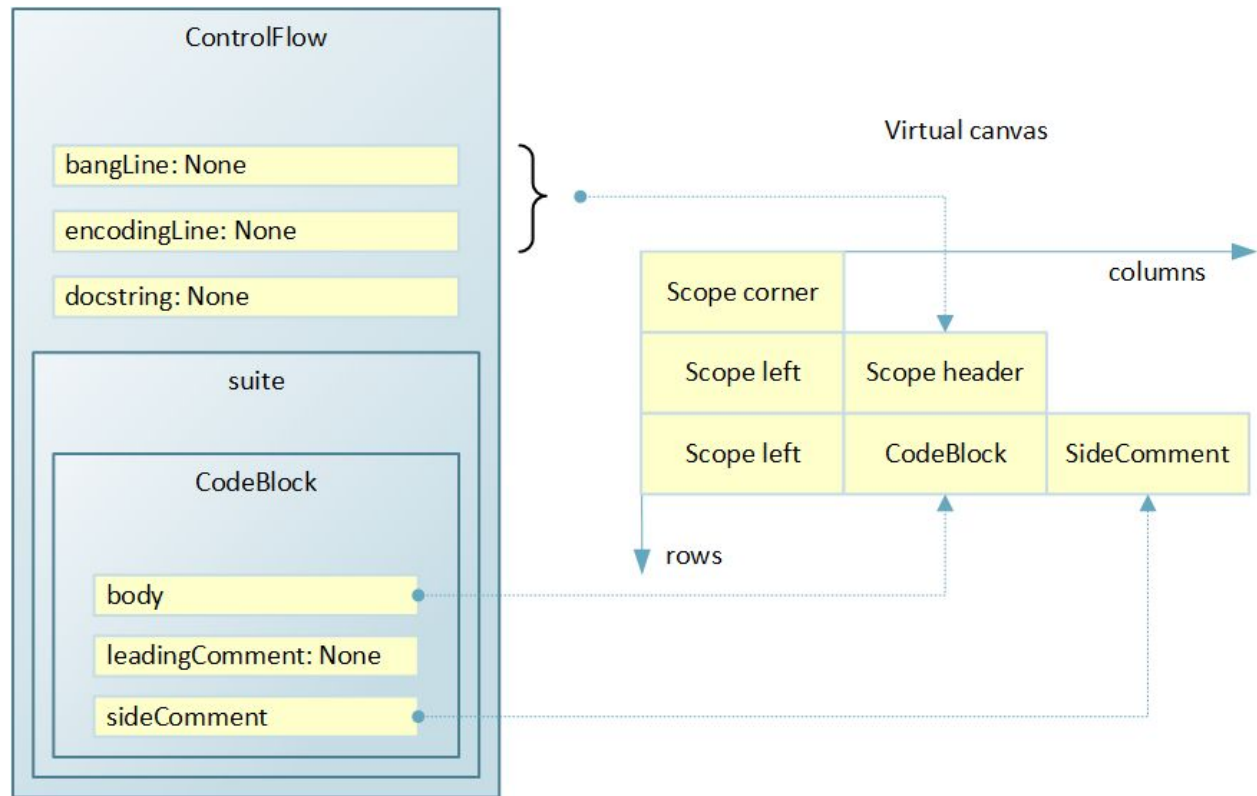 ControlFlow
bangLine: None
encodingLine: None
docstring: None
suite
CodeBlock
body
leadingComment: None
sideComment
Virtual canvas
columns
Scope corner
Scope left
Scope header
Scope left
CodeBlock
SideComment
rows